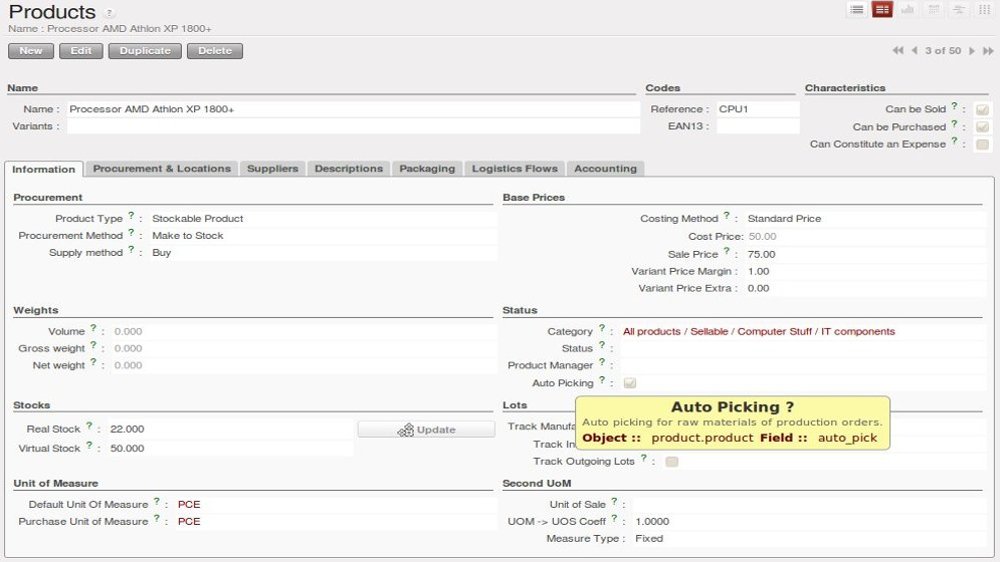 Products ?
Name : Processor AMD Athlon XP 1800+
New Edit Duplicate Delete
3 of 50
Name
Name : Processor AMD Athlon XP 1800+
Variants :
Codes
Reference : CPU1
EAN13 :
Characteristics
Can be Sold ? :
Can be Purchased ? :
Can Constitute an Expense ? :
Information Procurement & Locations Suppliers Descriptions Packaging Logistics Flows Accounting
Procurement
Product Type ? : Stockable Product
Procurement Method ? : Make to Stock
Supply method ? : Buy
Base Prices
Costing Method ? : Standard Price
Cost Price: 50.00
Sale Price ? : 75.00
Variant Price Margin : 1.00
Variant Price Extra : 0.00
Weights
Volume ? : 0.000
Gross weight ? : 0.000
Net weight ? : 0.000
Status
Category ? : All products / Sellable / Computer Stuff / IT components
Status ? :
Product Manager ? :
Auto Picking ? :
Stocks
Real Stock ? : 22.000
Virtual Stock ? : 50.000
Update
Lots
Track Manufa
Track In
Track Outgoing Lots ? :
Auto Picking ?
Auto picking for raw materials of production orders.
Object :: product.product Field :: auto_pick
Unit of Measure
Default Unit Of Measure ? : PCE
Purchase Unit of Measure ? : PCE
Second UoM
Unit of Sale ? :
UOM -> UOS Coeff ? : 1.0000
Measure Type : Fixed